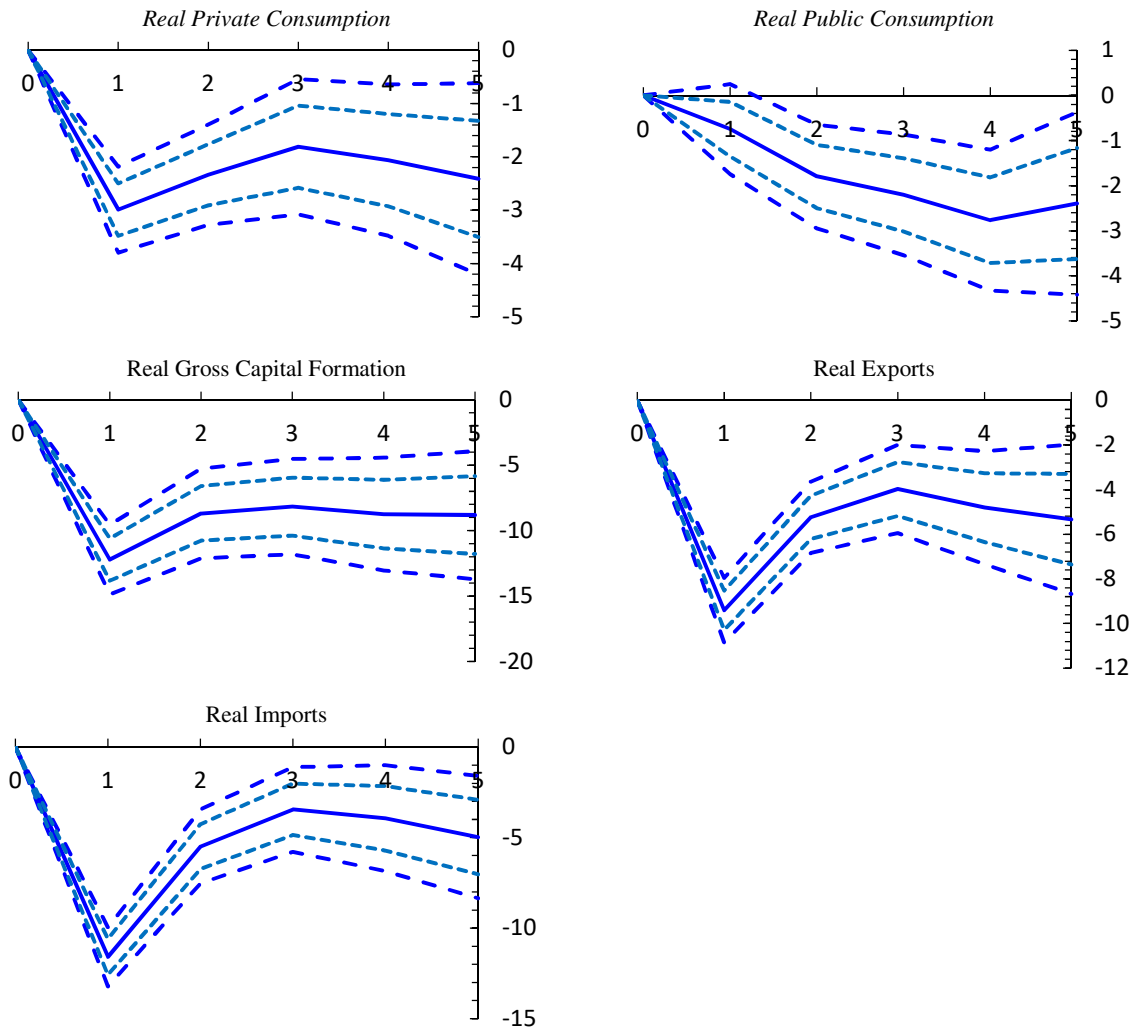 Real Private Consumption
0
0 1 2 3 4 5
-1
-2
-3
-4
-5
Real Public Consumption
1
0
0 1 2 3 4 5
-1
-2
-3
-4
-5
Real Gross Capital Formation
0
0 1 2 3 4 5
-5
-10
-15
-20
Real Exports
0
0 1 2 3 4 5
-2
-4
-6
-8
-10
-12
Real Imports
0
0 1 2 3 4 5
-5
-10
-15